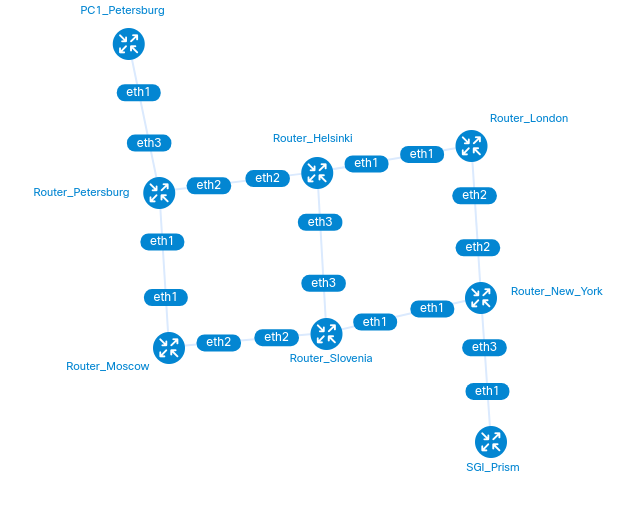 PC1_Petersburg
eth1
eth3
Router_Helsinki
Router_London
eth1
eth1
Router_Petersburg
eth2
eth2
eth2
eth3
eth1
eth2
eth1
eth3
Router_New_York
eth1
eth1
Router_Moscow
eth2
eth2
Router_Slovenia
eth3
eth1
SGI_Prism